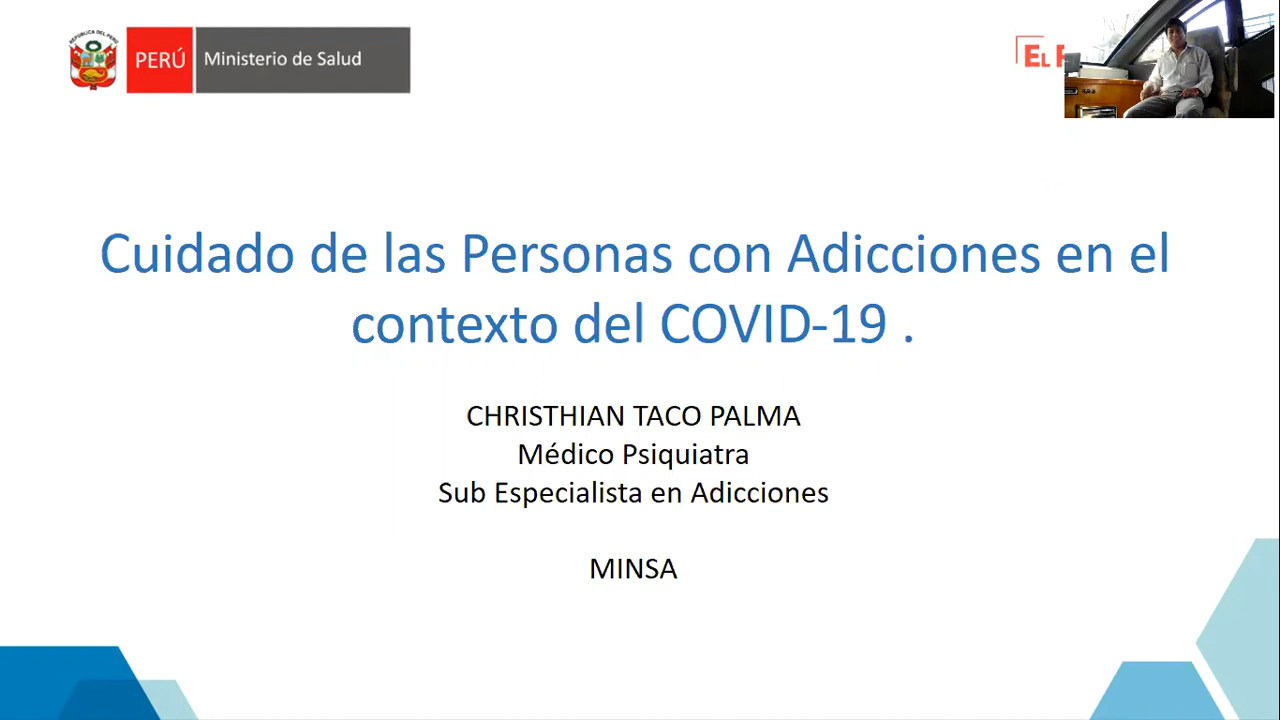 PERÚ
Ministerio de Salud
EL
Cuidado de las Personas con Adicciones en el
contexto del COVID-19 .
CHRISTHIAN TACO PALMA
Médico Psiquiatra
Sub Especialista en Adicciones
MINSA